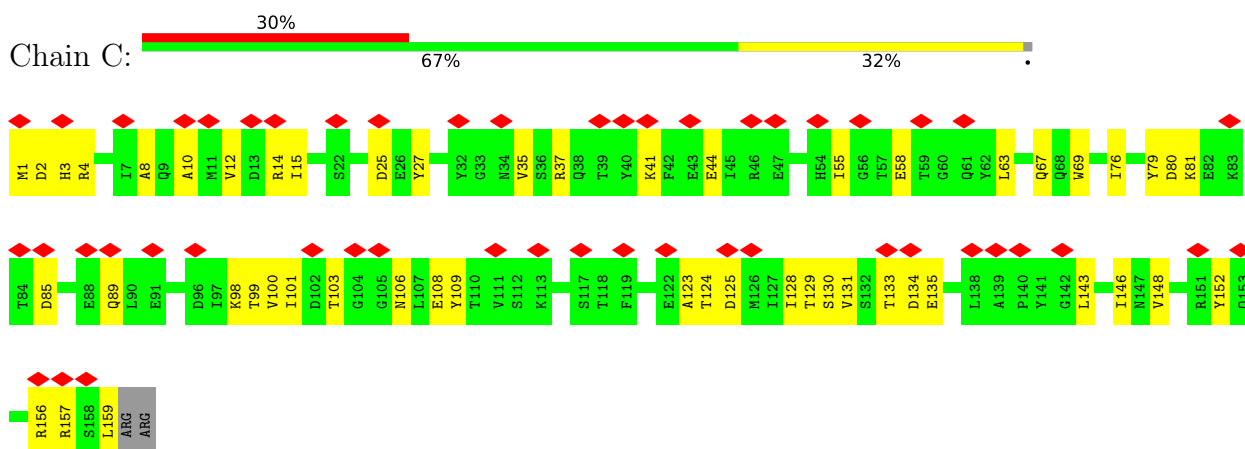 30%
Chain C:
67% 32% •
M1 D2 H3 R4 I7 A8 Q9 A10 M11 V12 D13 R14 I15 S22 D25 E26 Y27 Y32 G33 N34 V35 S36 R37 Q38 T39 Y40 K41 F42 E43 E44 I45 R46 E47 H54 I55 G56 T57 E58 T59 G60 Q61 Y62 L63 Q67 Q68 W69 I76 Y79 D80 K81 E82 K83
T84 D85 E88 Q89 L90 E91 D96 I97 K98 T99 V100 I101 D102 T103 G104 G105 N106 L107 E108 Y109 T110 V111 S112 K113 S117 T118 F119 E122 A123 T124 D125 M126 I127 I128 T129 S130 V131 S132 T133 D134 E135 L138 A139 P140 Y141 G142 L143 I146 N147 V148 R151 Y152
R156 R157 S158 L159 ARG ARG